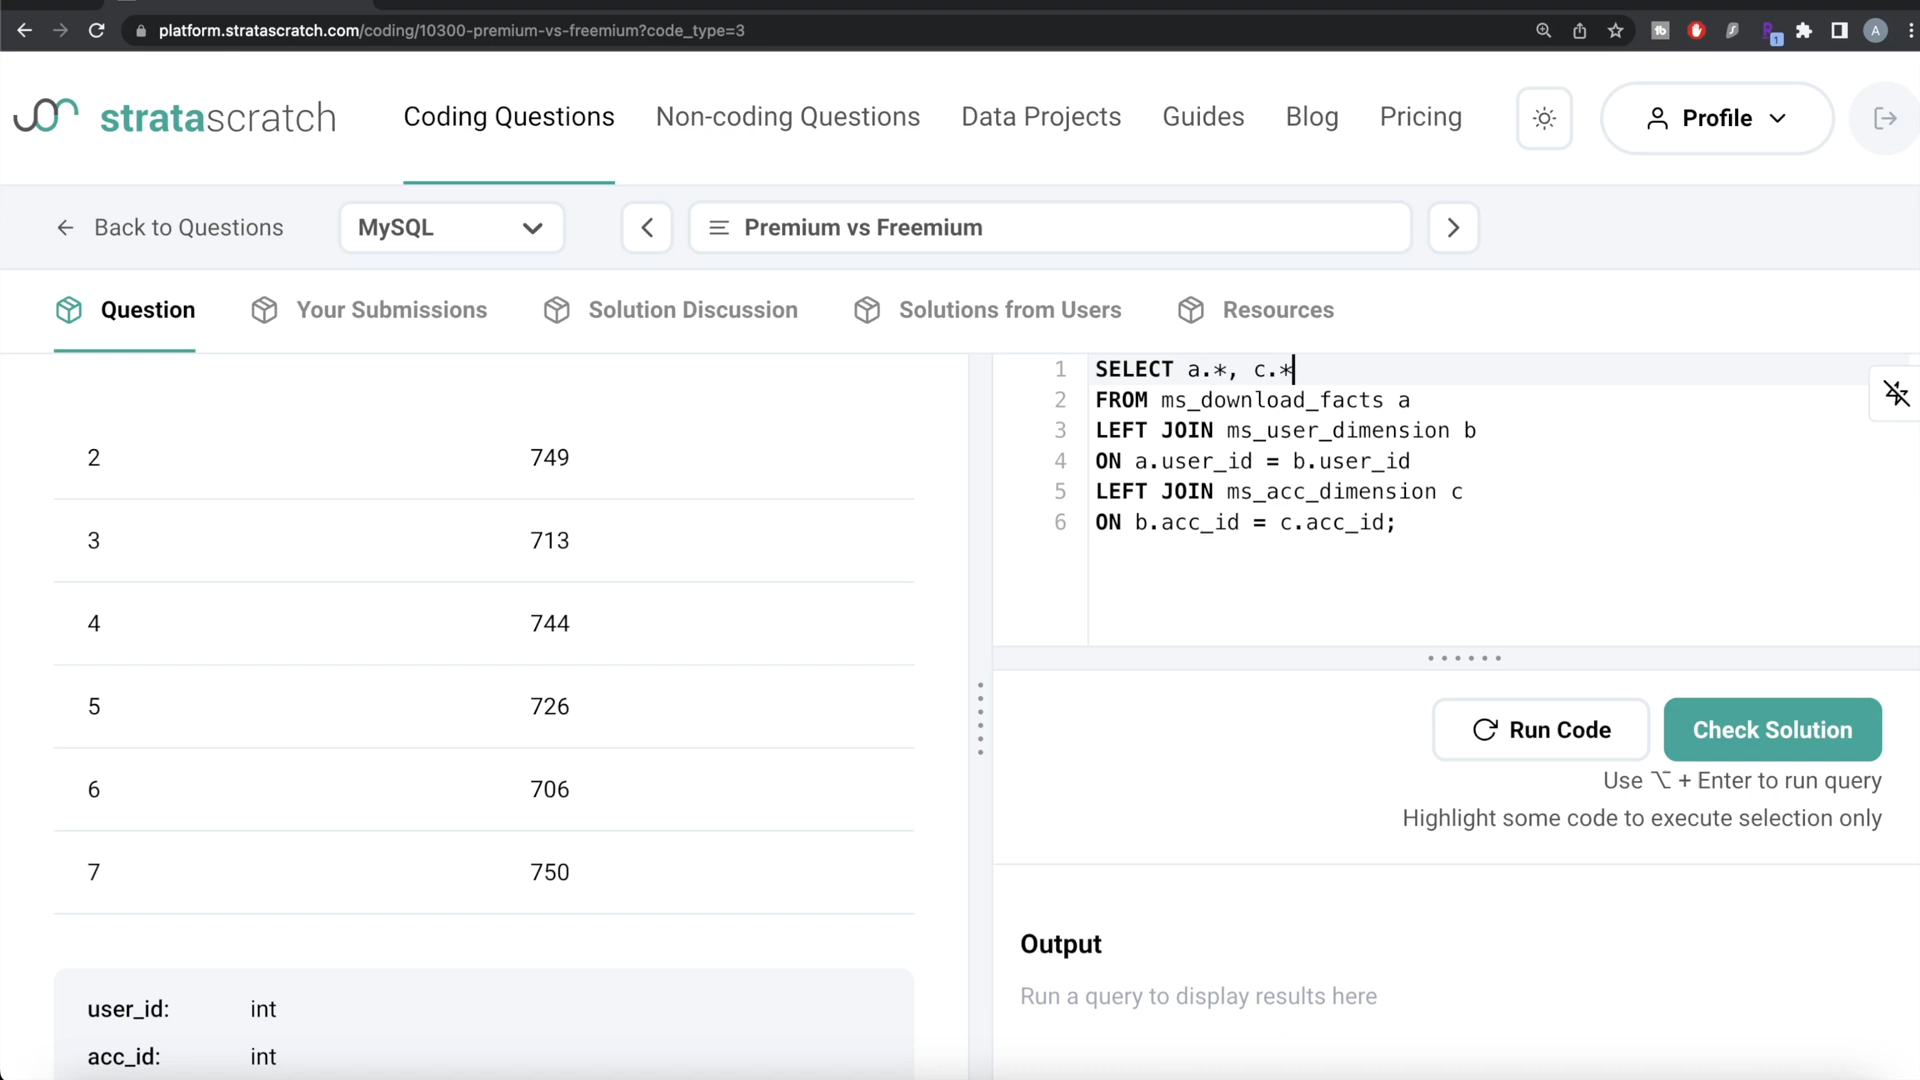 platform.stratascratch.com/coding/10300-premium-vs-freemium?code_type=3
tb
1
A
stratascratch
Coding Questions
Non-coding Questions
Data Projects
Guides
Blog
Pricing
Profile
Back to Questions
MySQL
Premium vs Freemium
Question
Your Submissions
Solution Discussion
Solutions from Users
Resources
2 749
3 713
4 744
5 726
6 706
7 750
user_id: int
acc_id: int
1 SELECT a.*, c.*
2 FROM ms_download_facts a
3 LEFT JOIN ms_user_dimension b
4 ON a.user_id = b.user_id
5 LEFT JOIN ms_acc_dimension c
6 ON b.acc_id = c.acc_id;
Run Code
Check Solution
Use ⌥ + Enter to run query
Highlight some code to execute selection only
Output
Run a query to display results here